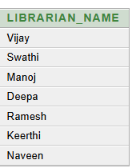 LIBRARIAN_NAME
Vijay
Swathi
Manoj
Deepa
Ramesh
Keerthi
Naveen